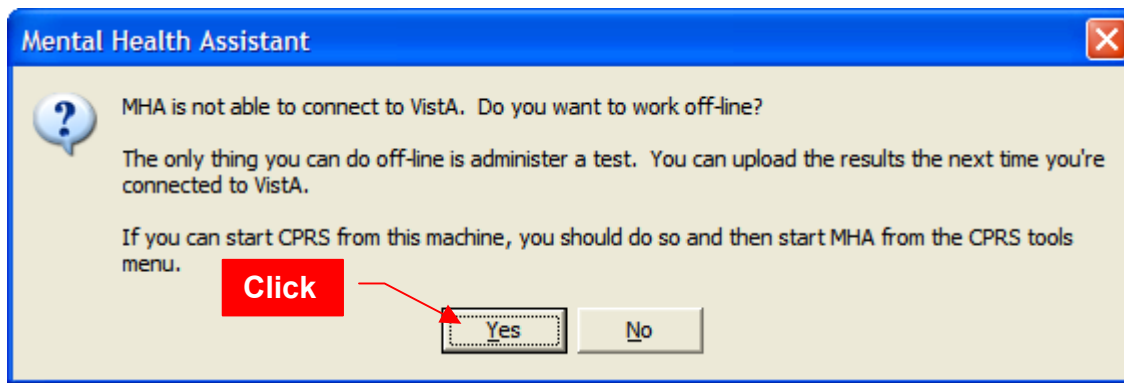 Mental Health Assistant
MHA is not able to connect to VistA. Do you want to work off-line?
The only thing you can do off-line is administer a test. You can upload the results the next time you're
connected to VistA.
If you can start CPRS from this machine, you should do so and then start MHA from the CPRS tools
menu.
Click
Yes No